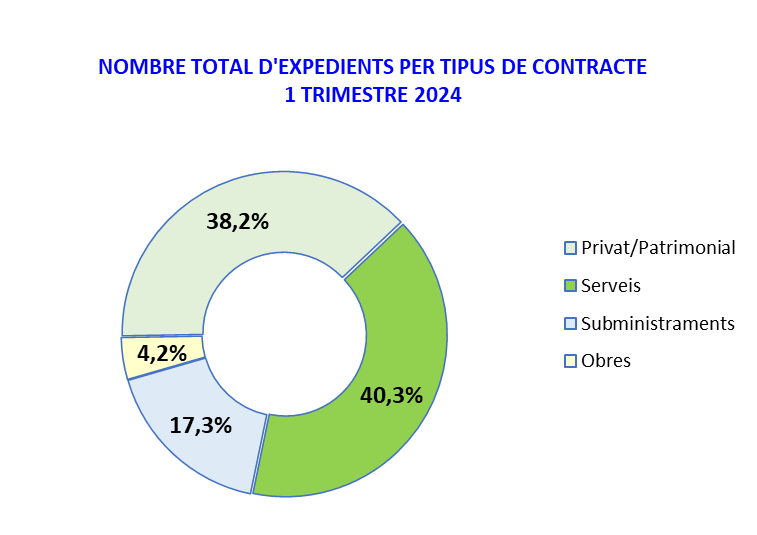 NOMBRE TOTAL D'EXPEDIENTS PER TIPUS DE CONTRACTE
1 TRIMESTRE 2024
38,2%
4,2%
17,3%
40,3%
Privat/Patrimonial
Serveis
Subministraments
Obres